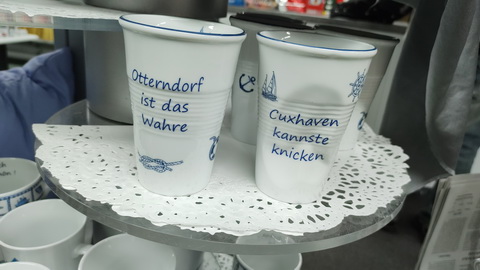 Otterndorf
ist das
Wahre
Cuxhaven
kannste
knicken